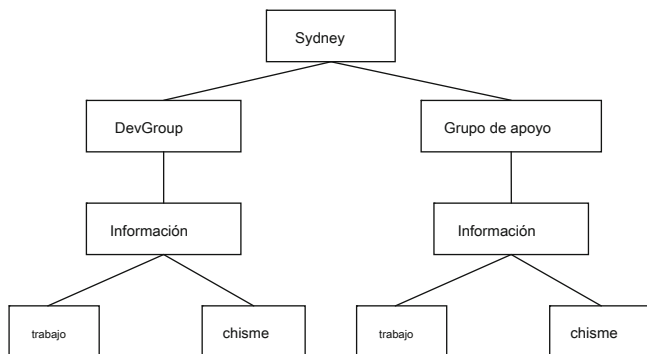 Sydney
DevGroup
Grupo de apoyo
Información
Información
trabajo
chisme
trabajo
chisme